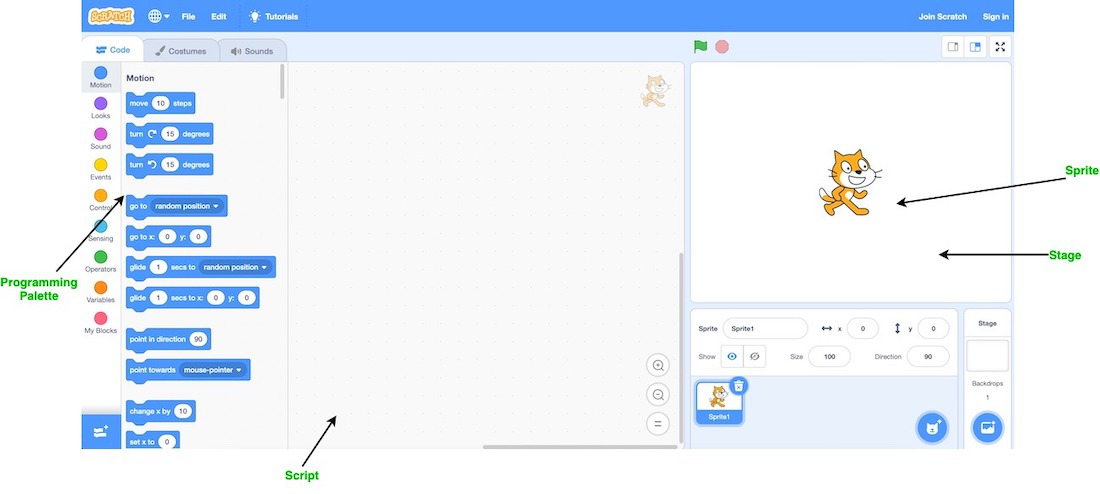 SCRATCH
File
Edit
Tutorials
Join Scratch
Sign in
Code
Costumes
Sounds
Motion
Looks
Sound
Events
Control
Sensing
Operators
Variables
My Blocks
Motion
move 10 steps
turn 15 degrees
turn 15 degrees
go to random position
go to x: 0 y: 0
glide 1 secs to random position
glide 1 secs to x: 0 y: 0
point in direction 90
point towards mouse-pointer
change x by 10
set x to 0
Sprite Sprite1 x 0 y 0
Show Size 100 Direction 90
Sprite1
Stage
Backdrops
1
Programming
Palette
Script
Sprite
Stage